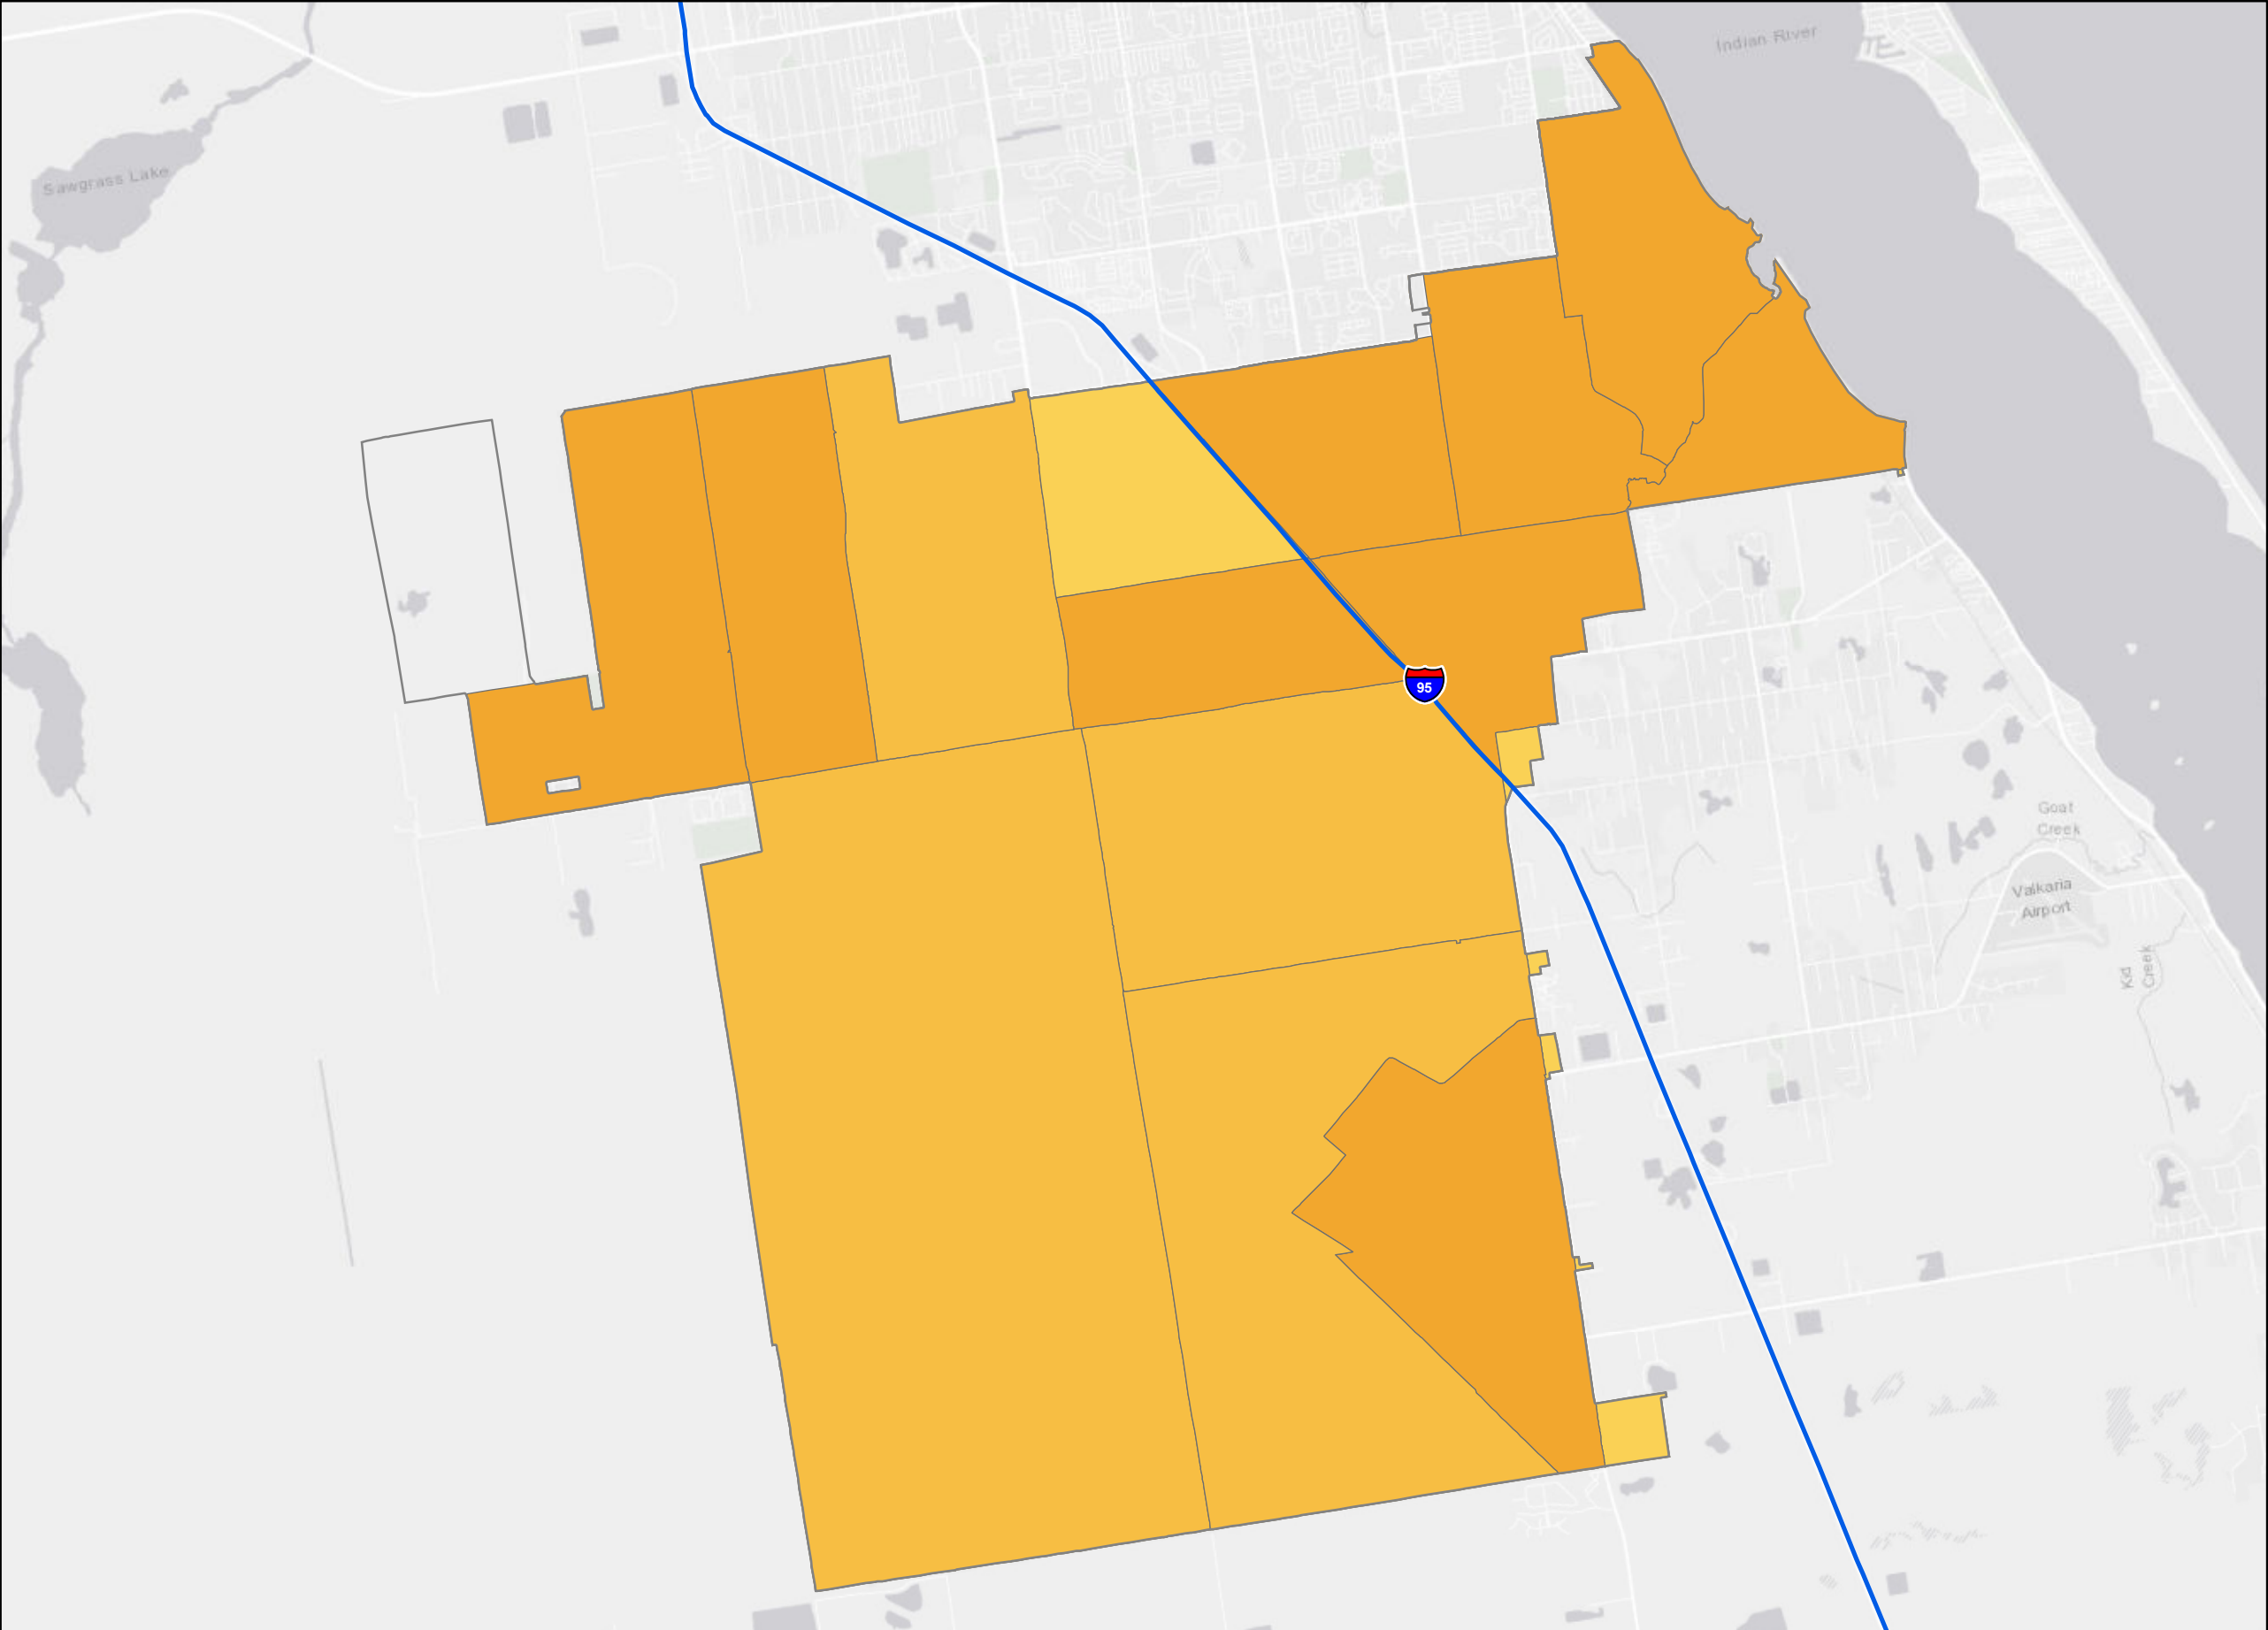 Indian River
Sawgrass Lake
95
Goat
Creek
Valkaria
Airport
Kid
Creek